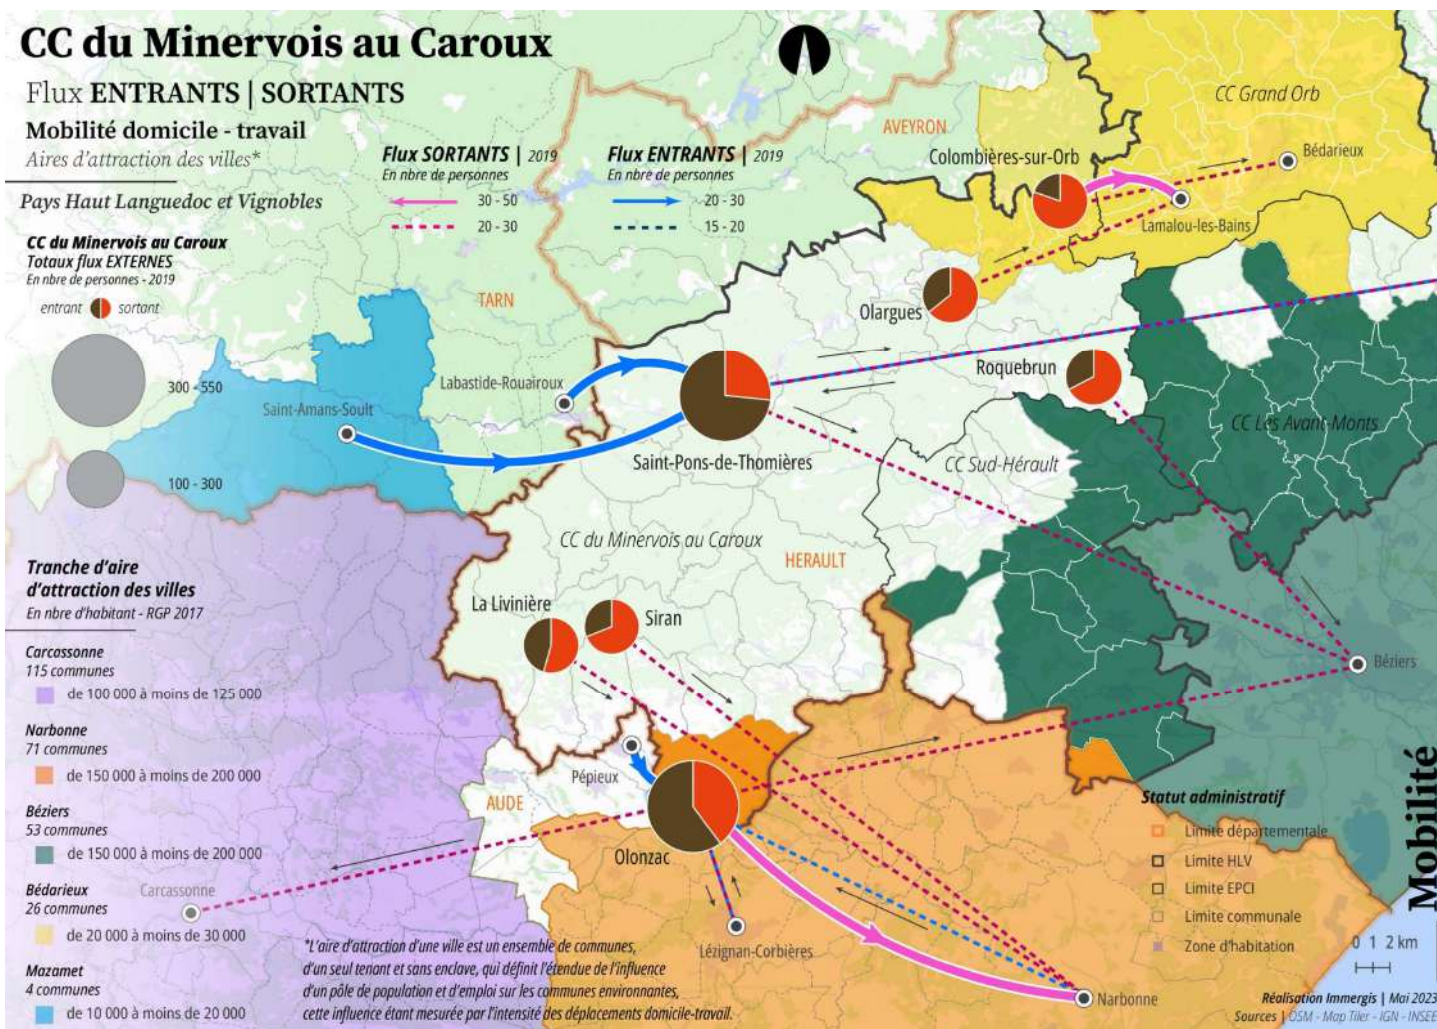 CC du Minervois au Caroux
Flux ENTRANTS | SORTANTS
Mobilité domicile - travail
Aires d'attraction des villes*
Pays Haut Languedoc et Vignobles
Flux SORTANTS | 2019
En nbre de personnes
30 - 50
20 - 30
Flux ENTRANTS | 2019
En nbre de personnes
20 - 30
15 - 20
CC du Minervois au Caroux
Totaux flux EXTERNES
En nbre de personnes - 2019
entrant sortant
300 - 550
100 - 300
Tranche d'aire
d'attraction des villes
En nbre d'habitant - RGP 2017
Carcassonne
115 communes
de 100 000 à moins de 125 000
Narbonne
71 communes
de 150 000 à moins de 200 000
Béziers
53 communes
de 150 000 à moins de 200 000
Bédarieux
26 communes
de 20 000 à moins de 30 000
Mazamet
4 communes
de 10 000 à moins de 20 000
AVEYRON
CC Grand Orb
Colombières-sur-Orb
Bédarieux
Lamalou-les-Bains
TARN
Olargues
Roquebrun
Labastide-Rouairoux
Saint-Amans-Soult
Saint-Pons-de-Thomières
CC Les Avant-Monts
CC Sud-Hérault
CC du Minervois au Caroux
HERAULT
La Livinière
Siran
Béziers
Pépieux
AUDE
Olonzac
Carcassonne
Lézignan-Corbières
Narbonne
*L'aire d'attraction d'une ville est un ensemble de communes,
d'un seul tenant et sans enclave, qui définit l'étendue de l'influence
d'un pôle de population et d'emploi sur les communes environnantes,
cette influence étant mesurée par l'intensité des déplacements domicile-travail.
Statut administratif
Limite départementale
Limite HLV
Limite EPCI
Limite communale
Zone d'habitation
0 1 2 km
Réalisation Immergis | Mai 2023
Sources | OSM - Map Tiler - IGN - INSEE
Mobilité